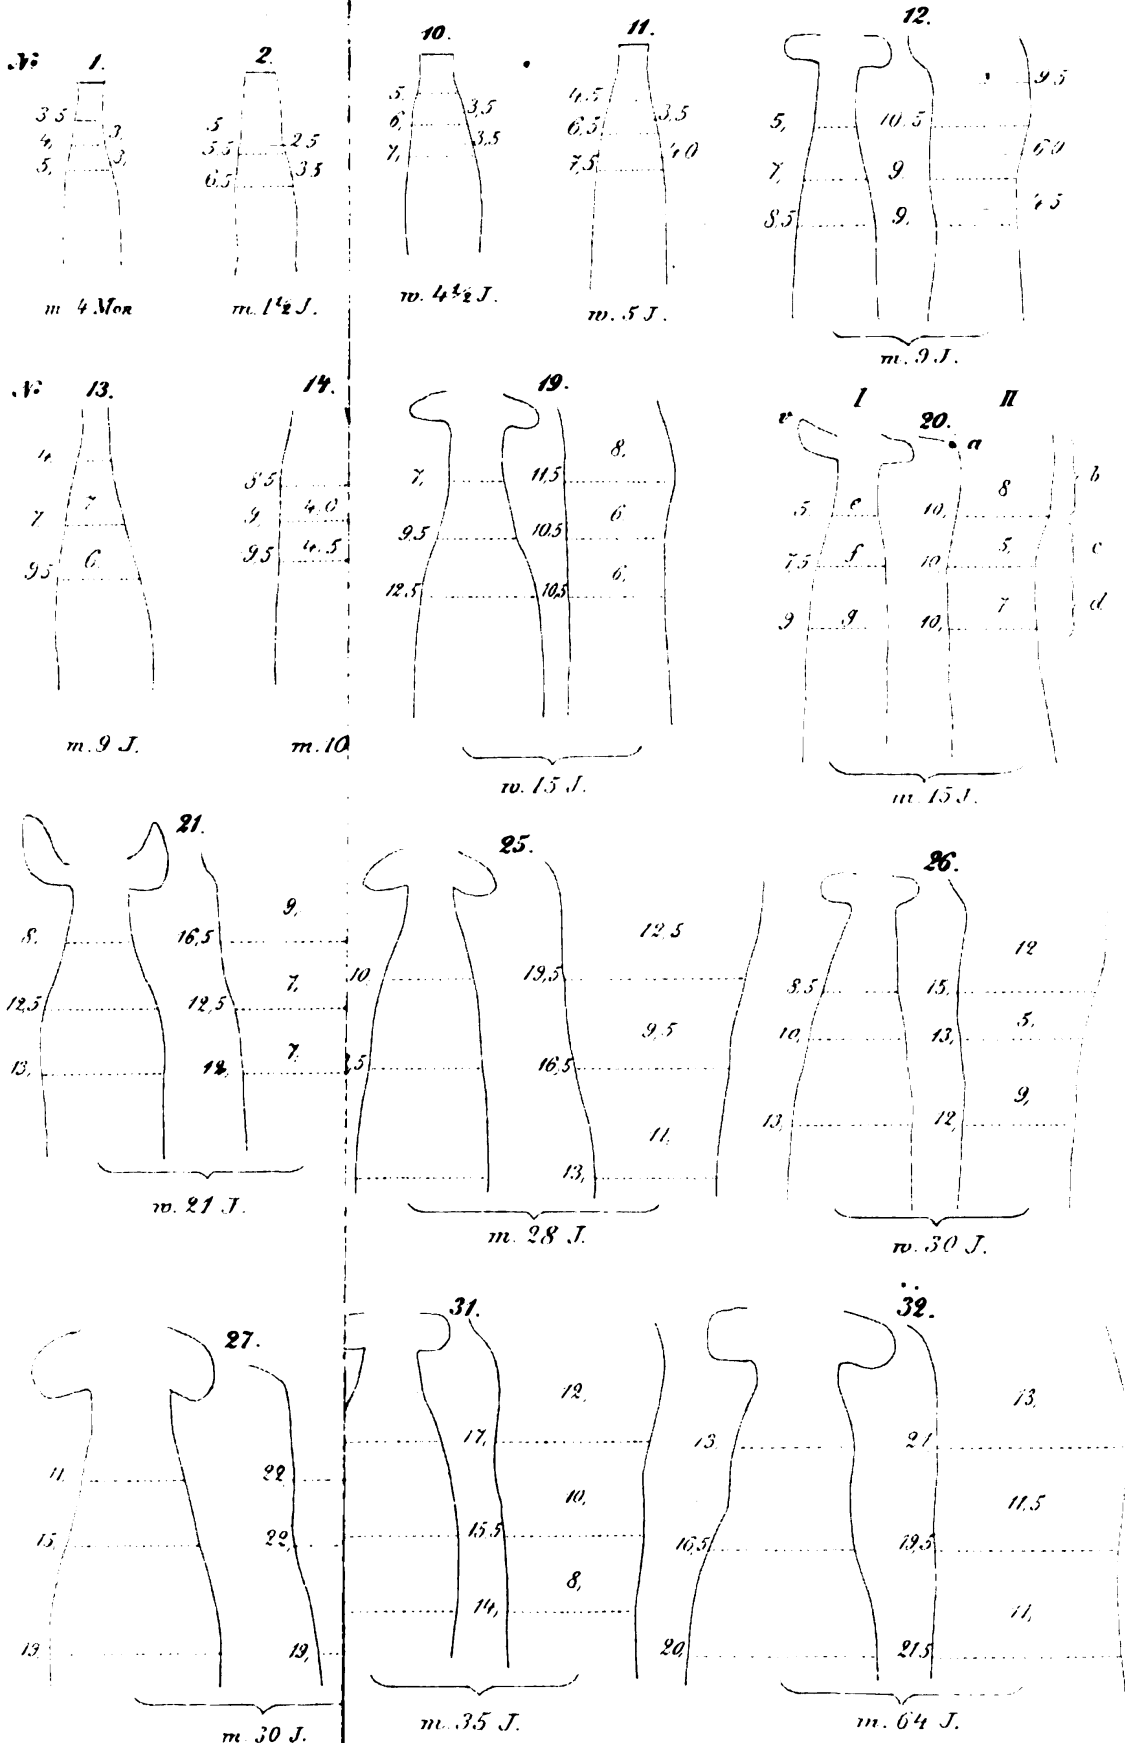 № 1. 2. 10. 11. 12.
3 5 3,
4, 3,
5,
m 4 Mon
,5 2 5
5,5 3 5
6,5
m. 1½ J.
5, 3,5
6, 3,5
7,
w. 4½ J.
4,5 3,5
6,5 4 0
7,5
w. 5 J.
9 5
5, 10,5
6 0
7, 9
4 5
8,5 9,
m. 9 J.
№ 13. 14. 19. I 20. II
4,
7 7
9 5 6
m. 9 J.
8 5
9, 4,0
9 5 4,5
m. 10
8,
7, 11,5
6
9,5 10,5
6,
12,5 10,5
w. 15 J.
v a
8 b
5, e 10,
5, c
7,5 f 10
7 d
9 g 10,
m. 15 J.
21. 25. 26.
9,
8, 16,5
7,
12,5 12,5
7,
13, 12,
w. 21 J.
12,5
10 19,5
9,5
,5 16,5
11,
13,
m. 28 J.
12
8,5 15,
5,
10, 13,
9,
13, 12,
w. 30 J.
27. 31. 32.
11, 22
15, 22,
19, 19,
m. 30 J.
12,
17,
10,
15,5
8,
14,
m. 35 J.
13,
13, 21
11,5
16,5 19,5
11,
20, 21,5
m. 64 J.